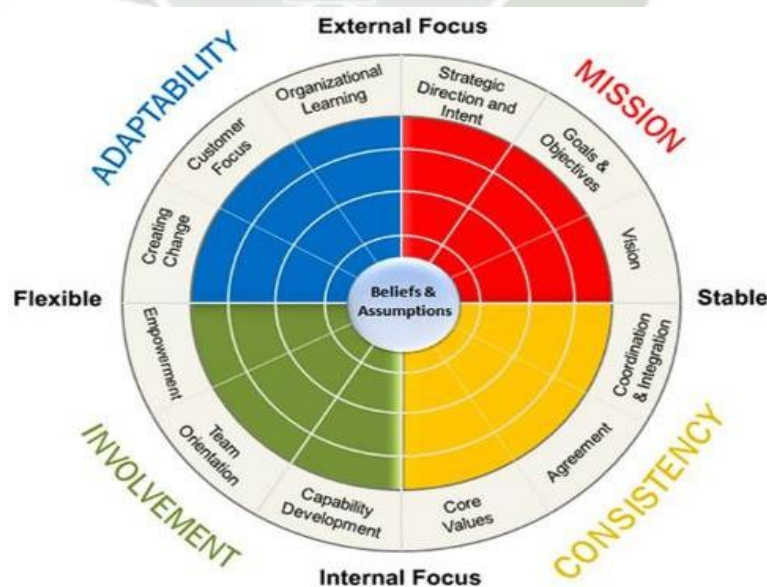 External Focus
ADAPTABILITY
MISSION
Organizational
Learning
Strategic
Direction and
Intent
Customer
Focus
Goals &
Objectives
Creating
Change
Vision
Flexible
Beliefs &
Assumptions
Stable
Empowerment
Coordination
& Integration
Team
Orientation
Agreement
Capability
Development
Core
Values
INVOLVEMENT
CONSISTENCY
Internal Focus